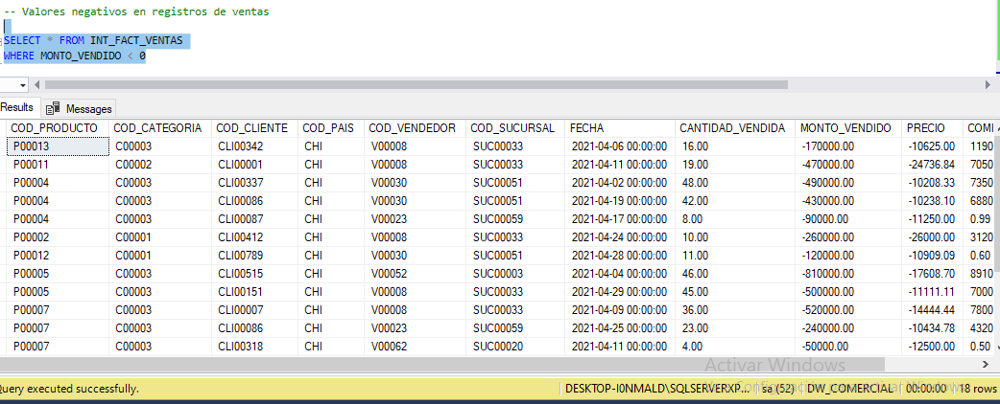 -- Valores negativos en registros de ventas
SELECT * FROM INT_FACT_VENTAS
WHERE MONTO_VENDIDO < 0
Results Messages
COD_PRODUCTO COD_CATEGORIA COD_CLIENTE COD_PAIS COD_VENDEDOR COD_SUCURSAL FECHA CANTIDAD_VENDIDA MONTO_VENDIDO PRECIO COMI
P00013 C00003 CLI00342 CHI V00008 SUC00033 2021-04-06 00:00:00 16.00 -170000.00 -10625.00 1190
P00011 C00002 CLI00001 CHI V00008 SUC00033 2021-04-11 00:00:00 19.00 -470000.00 -24736.84 7050
P00004 C00003 CLI00337 CHI V00030 SUC00051 2021-04-02 00:00:00 48.00 -490000.00 -10208.33 7350
P00004 C00003 CLI00086 CHI V00030 SUC00051 2021-04-19 00:00:00 42.00 -430000.00 -10238.10 6880
P00004 C00003 CLI00087 CHI V00023 SUC00059 2021-04-17 00:00:00 8.00 -90000.00 -11250.00 0.99
P00002 C00001 CLI00412 CHI V00008 SUC00033 2021-04-24 00:00:00 10.00 -260000.00 -26000.00 3120
P00012 C00001 CLI00789 CHI V00030 SUC00051 2021-04-28 00:00:00 11.00 -120000.00 -10909.09 0.60
P00005 C00003 CLI00515 CHI V00052 SUC00003 2021-04-04 00:00:00 46.00 -810000.00 -17608.70 8910
P00005 C00003 CLI00151 CHI V00008 SUC00033 2021-04-29 00:00:00 45.00 -500000.00 -11111.11 7000
P00007 C00003 CLI00007 CHI V00008 SUC00033 2021-04-09 00:00:00 36.00 -520000.00 -14444.44 7800
P00007 C00003 CLI00086 CHI V00023 SUC00059 2021-04-25 00:00:00 23.00 -240000.00 -10434.78 4320
P00007 C00003 CLI00318 CHI V00062 SUC00020 2021-04-11 00:00:00 4.00 -50000.00 -12500.00 0.50
Activar Windows
Query executed successfully. DESKTOP-I0NMALD\SQLSERVERXP... sa (52) DW_COMERCIAL 00:00:00 18 rows